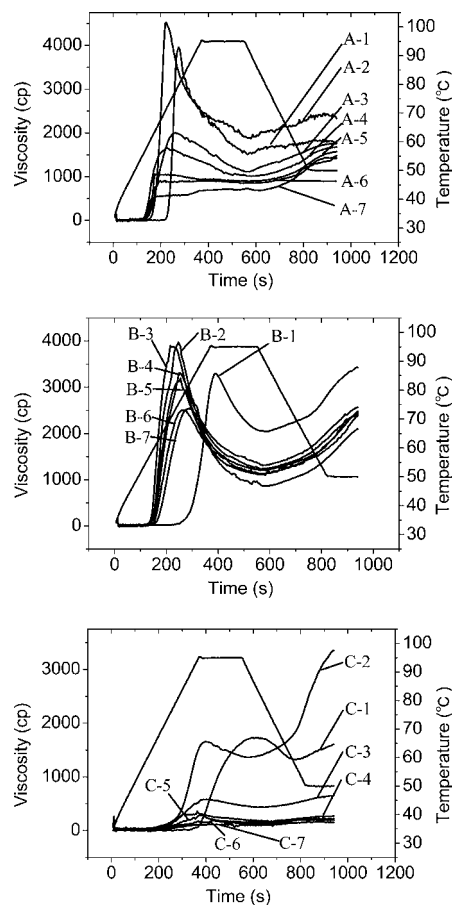 Viscosity (cp)
4000
3000
2000
1000
0
100
90
80
70
60
50
40
30
Temperature (℃)
A-1
A-2
A-3
A-4
A-5
A-6
A-7
0 200 400 600 800 1000 1200
Time (s)
Viscosity (cp)
4000
3000
2000
1000
0
100
90
80
70
60
50
40
30
Temperature (℃)
B-3
B-2
B-1
B-4
B-5
B-6
B-7
0 200 400 600 800 1000
Time (s)
Viscosity (cp)
3000
2000
1000
0
100
90
80
70
60
50
40
30
Temperature (℃)
C-2
C-1
C-3
C-4
C-5
C-6
C-7
0 200 400 600 800 1000 1200
Time (s)